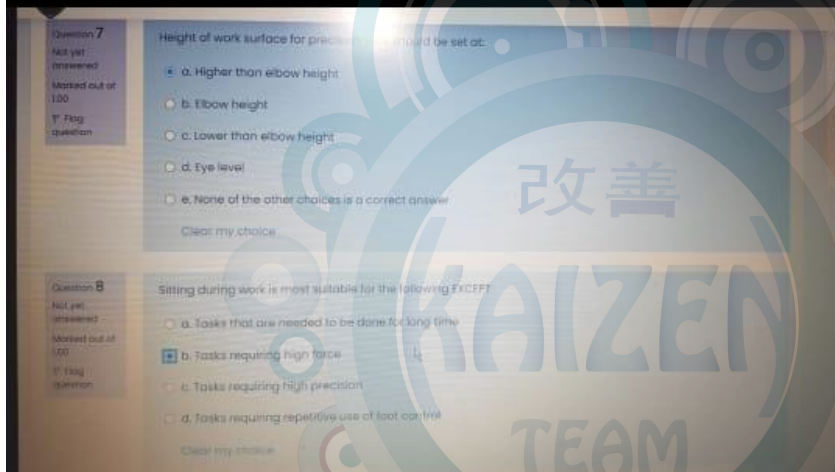 Question 7
Not yet
answered
Marked out of
1.00
Flag
question
Height of work surface for should be set at:
a. Higher than elbow height
b. Elbow height
c. Lower than elbow height
d. Eye level
e. None of the other choices is a correct answer
Clear my choice
改善
KAIZEN
TEAM
Question 8
Not yet
answered
Marked out of
1.00
Flag
question
Sitting during work is most suitable for the following EXCEPT
a. Tasks that are needed to be done for long time
b. Tasks requiring high force
c. Tasks requiring high precision
d. Tasks requiring repetitive use of foot control
Clear my choice